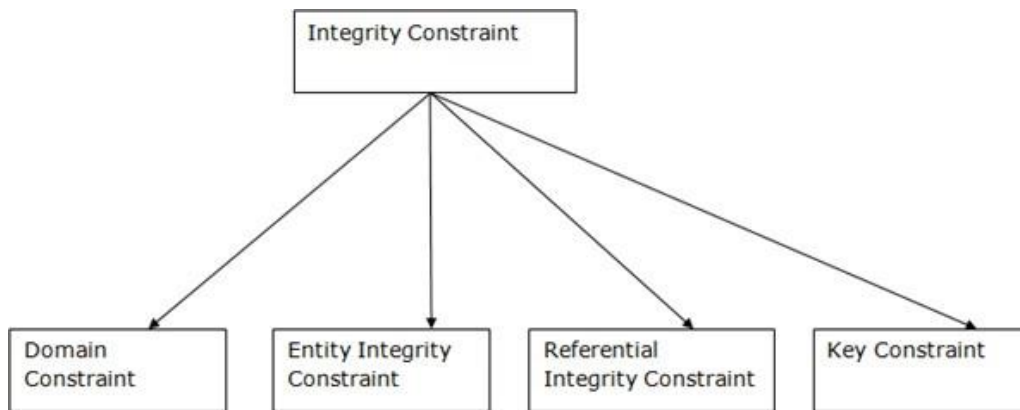 Integrity Constraint
Domain
Constraint
Entity Integrity
Constraint
Referential
Integrity Constraint
Key Constraint